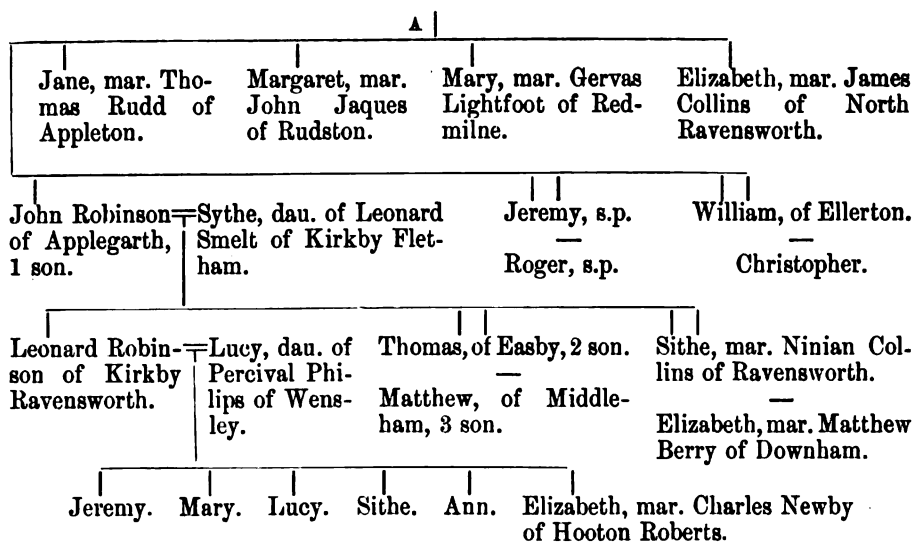 A
Jane, mar. Tho-
mas Rudd of
Appleton.
Margaret, mar.
John Jaques
of Rudston.
Mary, mar. Gervas
Lightfoot of Red-
milne.
Elizabeth, mar. James
Collins of North
Ravensworth.
John Robinson
of Applegarth,
1 son.
Sythe, dau. of Leonard
Smelt of Kirkby Flet-
ham.
Jeremy, s.p.
Roger, s.p.
William, of Ellerton.
Christopher.
Leonard Robin-
son of Kirkby
Ravensworth.
Lucy, dau. of
Percival Phi-
lips of Wens-
ley.
Thomas, of Easby, 2 son.
Matthew, of Middle-
ham, 3 son.
Sithe, mar. Ninian Col-
lins of Ravensworth.
Elizabeth, mar. Matthew
Berry of Downham.
Jeremy. Mary. Lucy. Sithe. Ann. Elizabeth, mar. Charles Newby
of Hooton Roberts.